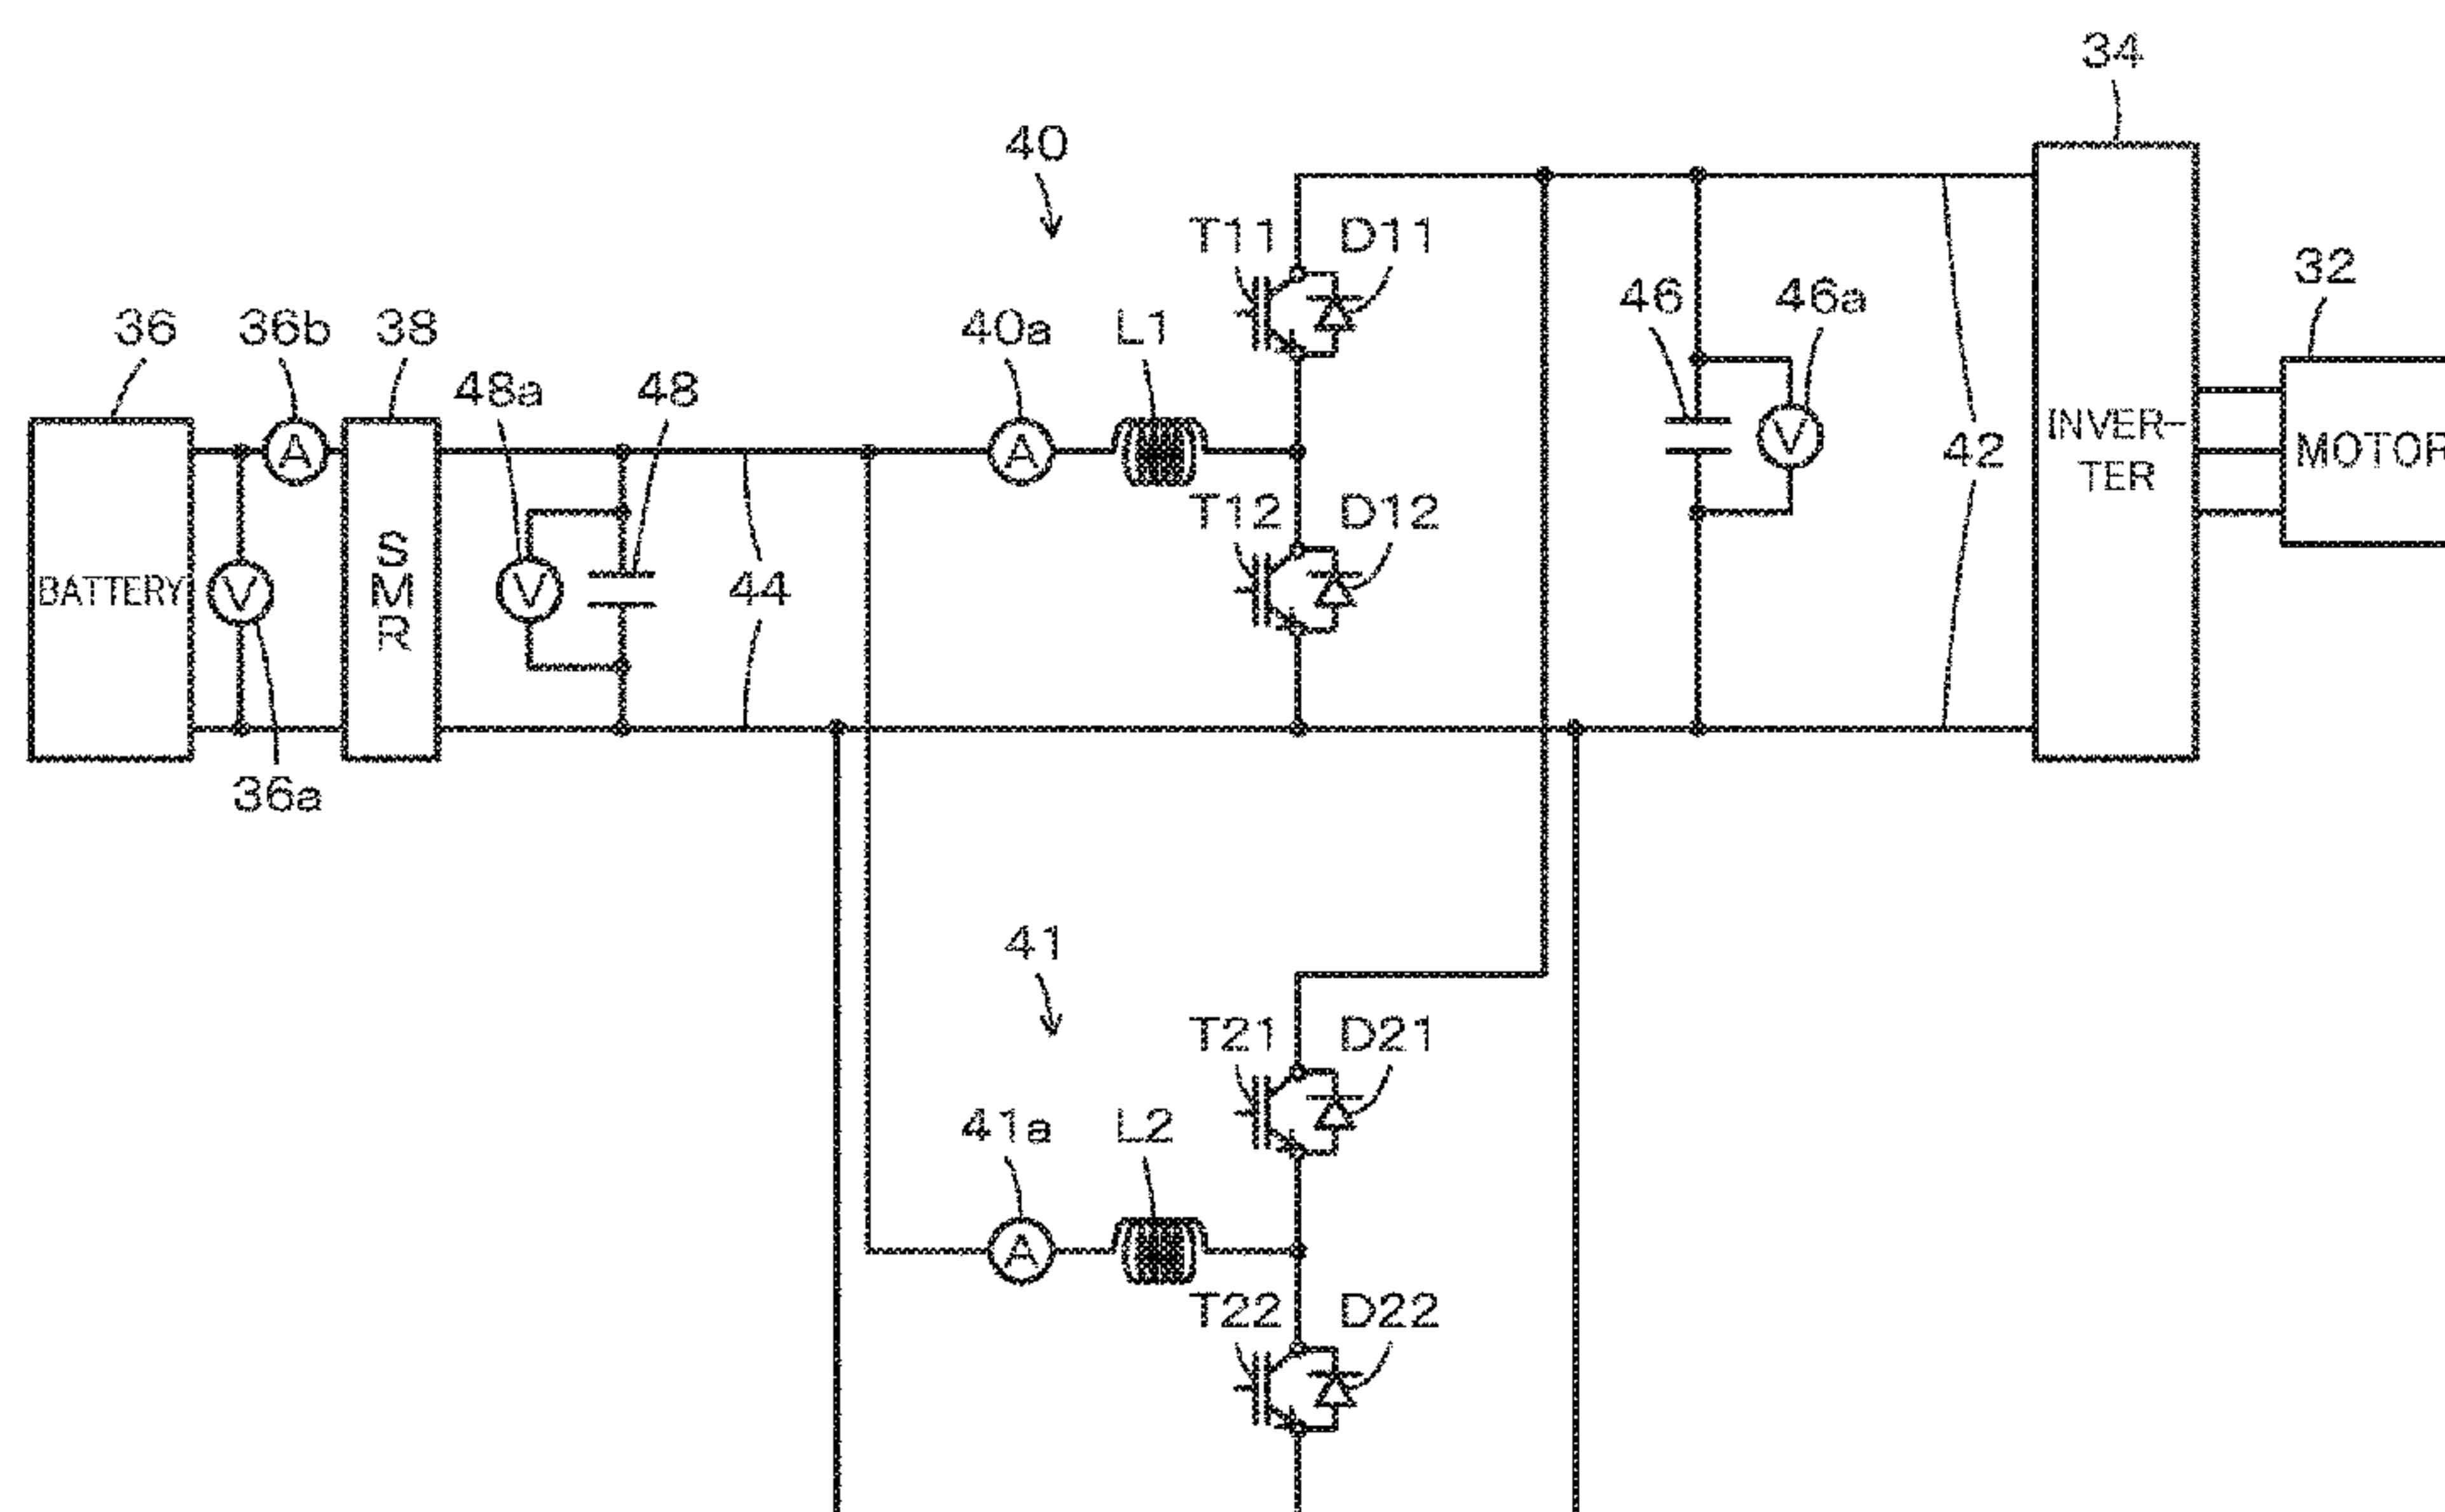 34
40
T11 D11
32
46 46a
36 36b 38
40a L1
48a 48
A
A
V
INVER-
TER
42
MOTOR
T12 D12
BATTERY
V
S
M
R
V
44
36a
41
T21 D21
41a L2
A
T22 D22